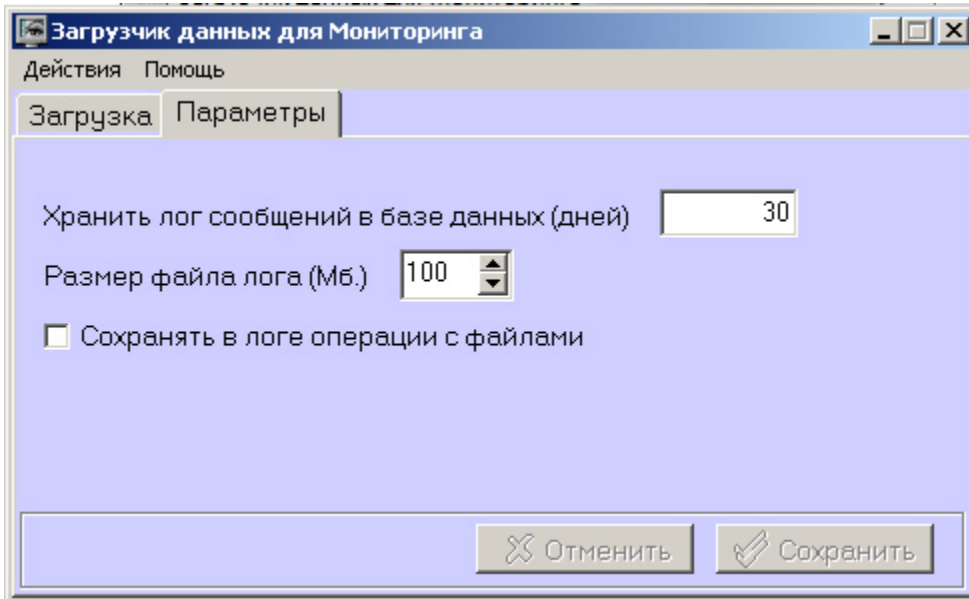 Загрузчик данных для Мониторинга
Действия Помощь
Загрузка Параметры
Хранить лог сообщений в базе данных (дней) 30
Размер файла лога (Мб.) 100
Сохранять в логе операции с файлами
Отменить Сохранить